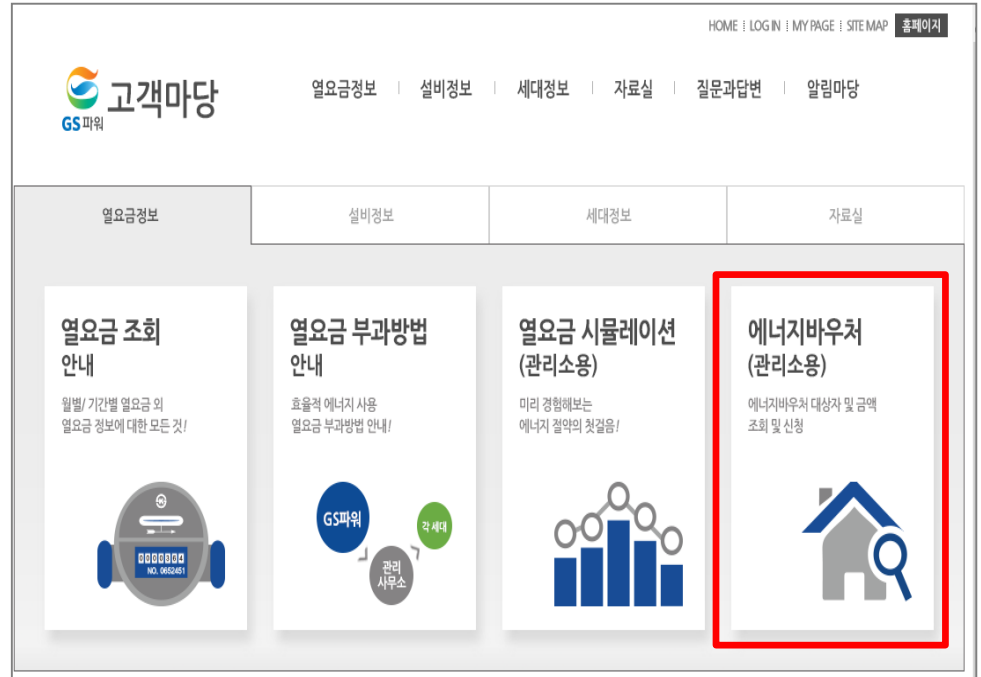 HOME ⁞ LOG IN ⁞ MY PAGE ⁞ SITE MAP 홈페이지
GS파워 고객마당
열요금정보 | 설비정보 | 세대정보 | 자료실 | 질문과답변 | 알림마당
열요금정보 설비정보 세대정보 자료실
열요금 조회
안내
월별/ 기간별 열요금 외
열요금 정보에 대한 모든 것!
0000304
NO. 0652451
열요금 부과방법
안내
효율적 에너지 사용
열요금 부과방법 안내!
GS파워
각 세대
관리
사무소
열요금 시뮬레이션
(관리소용)
미리 경험해보는
에너지 절약의 첫걸음!
에너지바우처
(관리소용)
에너지바우처 대상자 및 금액
조회 및 신청